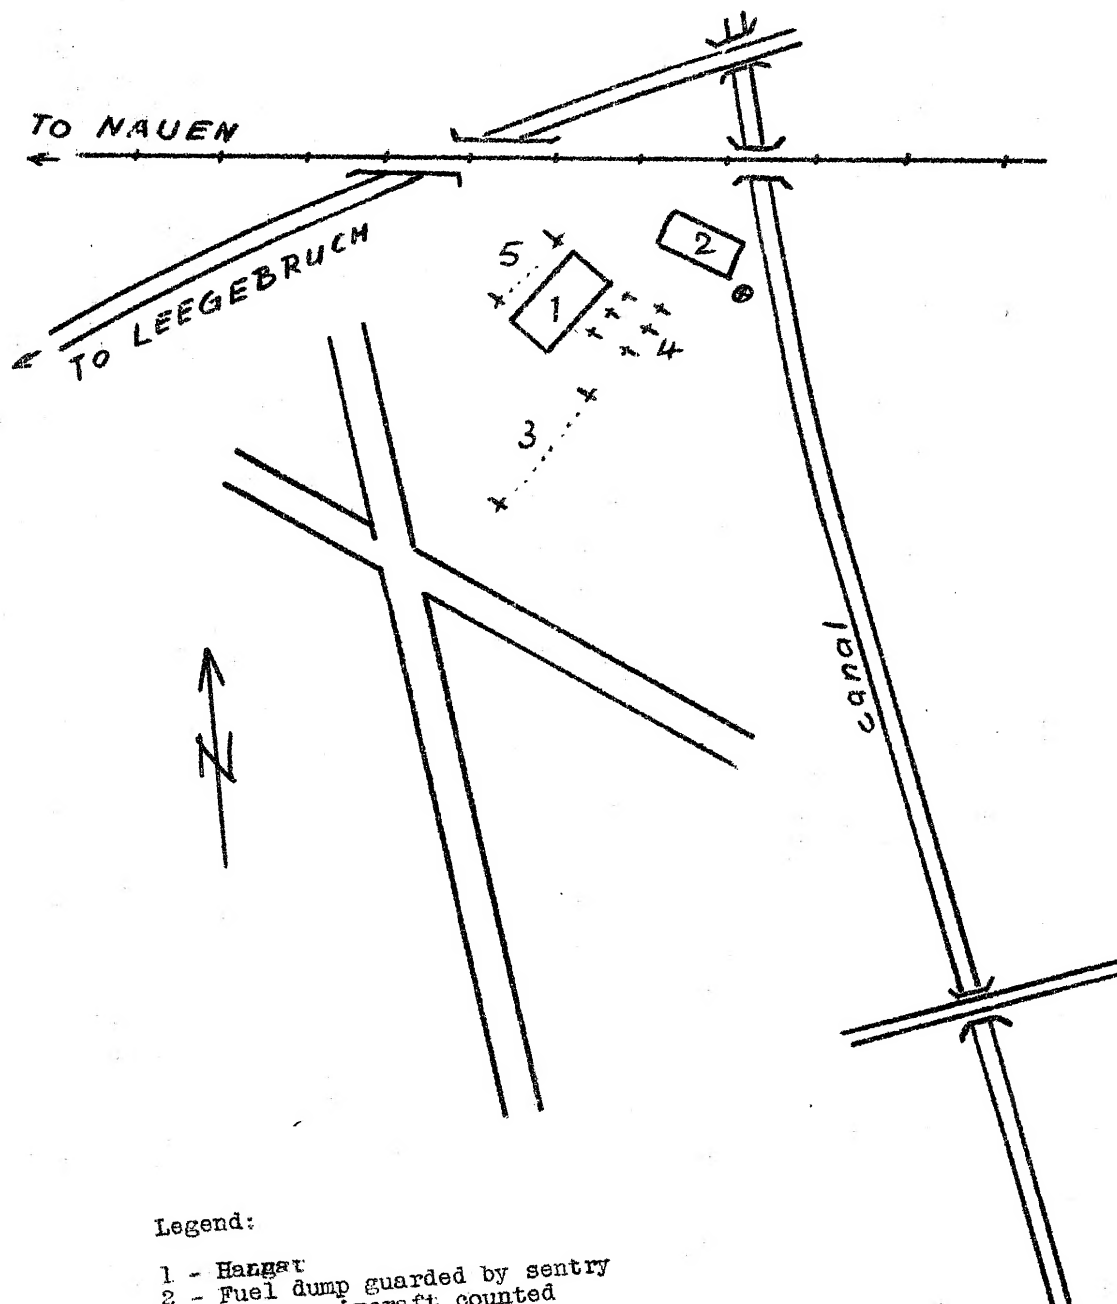 TO NAUEN
TO LEEGEBRUCH
5
2
1
4
3
N
canal
Legend:
1 - Hangar
2 - Fuel dump guarded by sentry
counted